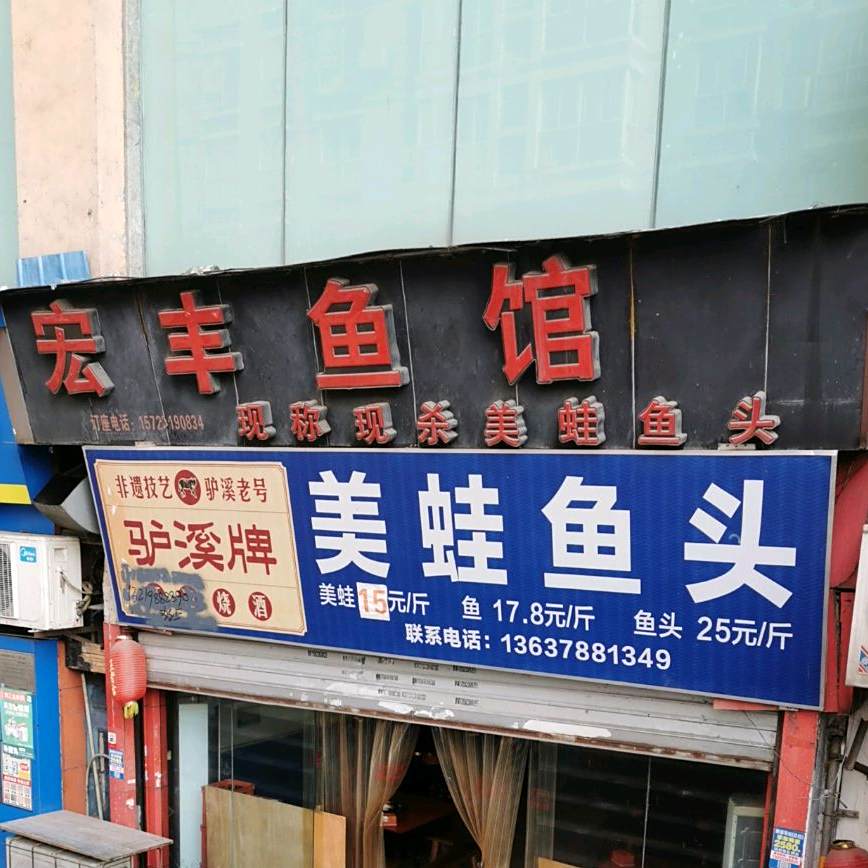 宏丰鱼馆
订座电话:15723190834
现称现杀美蛙鱼头
非遗技艺 驴溪老号
驴溪牌
烧酒
美蛙鱼头
美蛙15元/斤 鱼 17.8元/斤 鱼头 25元/斤
联系电话:13637881349